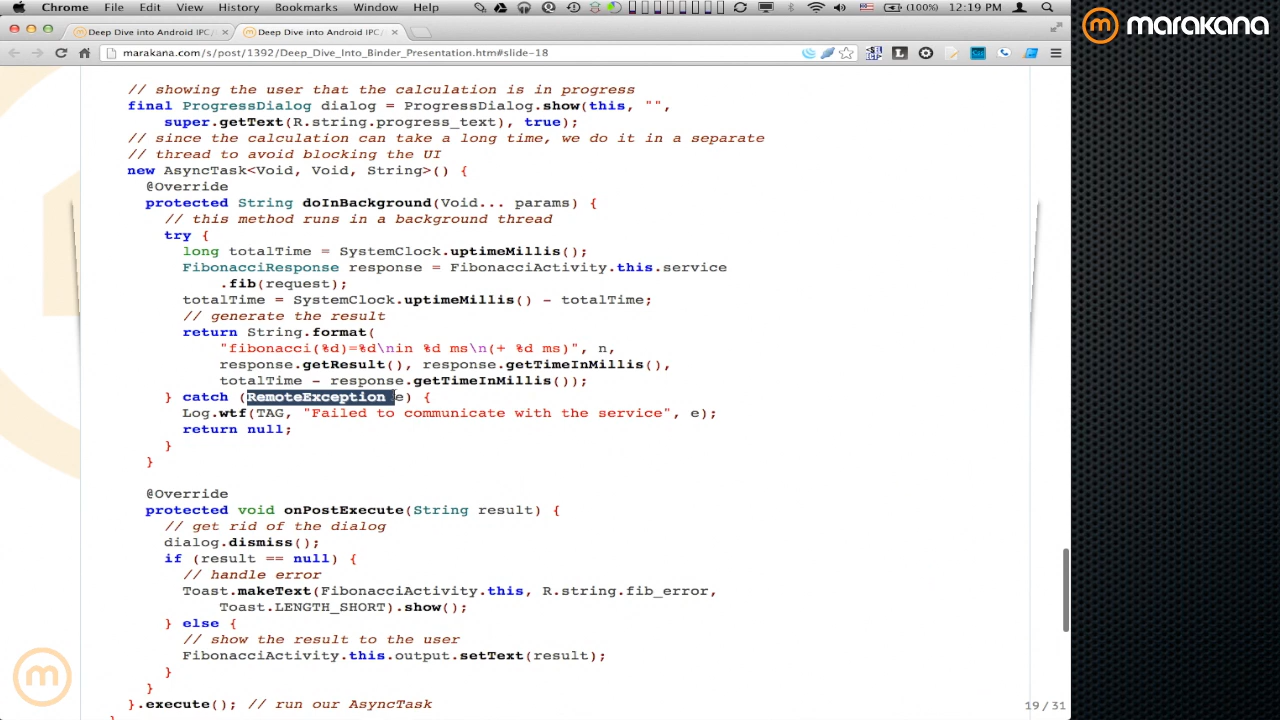 Chrome File Edit View History Bookmarks Window Help (100%) 12:19 PM
marakana
Deep Dive into Android IPC/ Deep Dive into Android IPC/
marakana.com/s/post/1392/Deep_Dive_Into_Binder_Presentation.htm#slide-18
// showing the user that the calculation is in progress
final ProgressDialog dialog = ProgressDialog.show(this, "",
super.getText(R.string.progress_text), true);
// since the calculation can take a long time, we do it in a separate
// thread to avoid blocking the UI
new AsyncTask<Void, Void, String>() {
@Override
protected String doInBackground(Void... params) {
// this method runs in a background thread
try {
long totalTime = SystemClock.uptimeMillis();
FibonacciResponse response = FibonacciActivity.this.service
.fib(request);
totalTime = SystemClock.uptimeMillis() - totalTime;
// generate the result
return String.format(
"fibonacci(%d)=%d\nin %d ms\n(+ %d ms)", n,
response.getResult(), response.getTimeInMillis(),
totalTime - response.getTimeInMillis());
} catch (RemoteException e) {
Log.wtf(TAG, "Failed to communicate with the service", e);
return null;
}
}
@Override
protected void onPostExecute(String result) {
// get rid of the dialog
dialog.dismiss();
if (result == null) {
// handle error
Toast.makeText(FibonacciActivity.this, R.string.fib_error,
Toast.LENGTH_SHORT).show();
} else {
// show the result to the user
FibonacciActivity.this.output.setText(result);
}
}
}.execute(); // run our AsyncTask
19 / 31